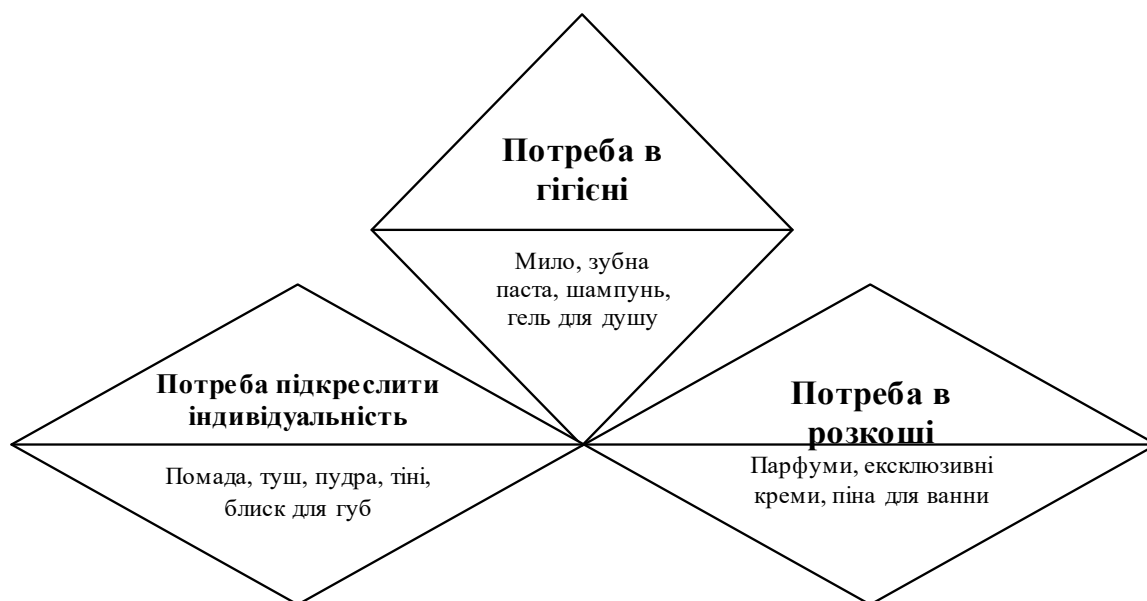 Потреба в
гігієні
Мило, зубна
паста, шампунь,
гель для душу
Потреба підкреслити
індивідуальність
Помада, туш, пудра, тіні,
блиск для губ
Потреба в
розкоші
Парфуми, ексклюзивні
креми, піна для ванни